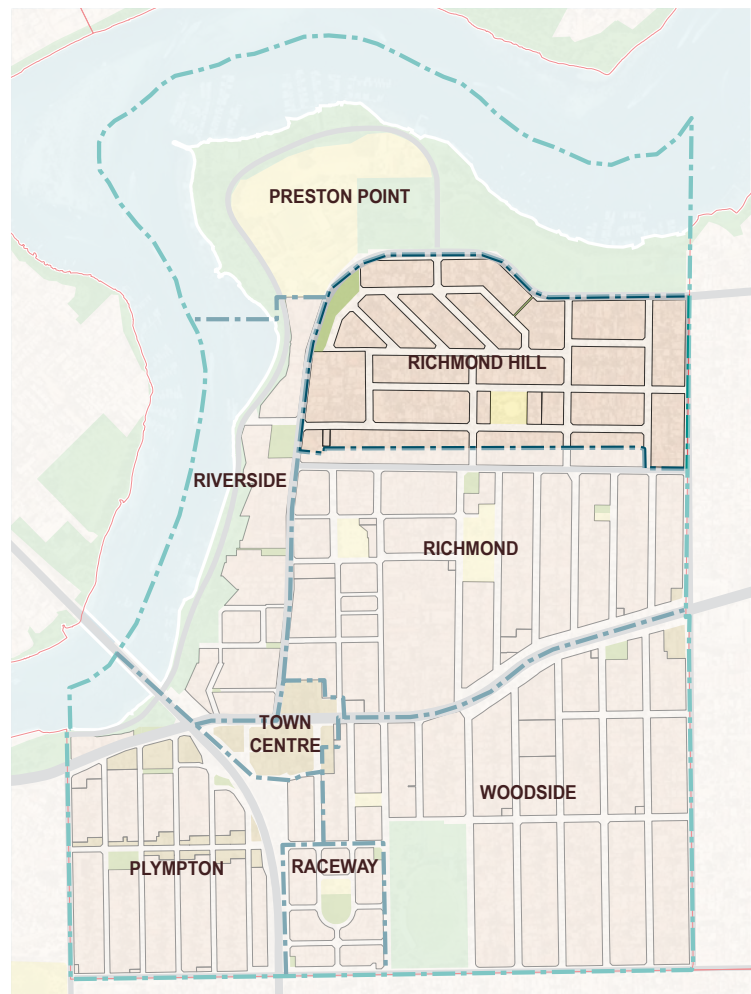 PRESTON POINT
RICHMOND HILL
RIVERSIDE
RICHMOND
TOWN
CENTRE
WOODSIDE
PLYMPTON
RACEWAY